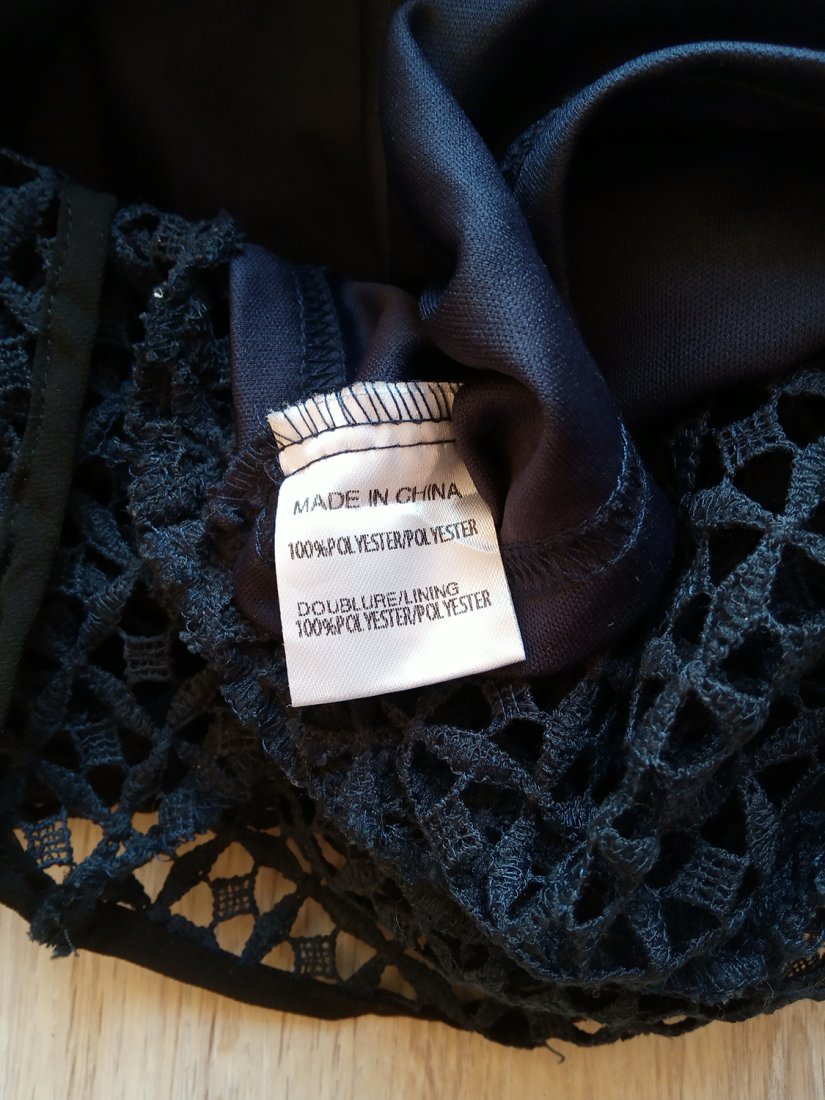 MADE IN CHINA
100%POLYESTER/POLYESTER
DOUBLURE/LINING
100%POLYESTER/POLYESTER